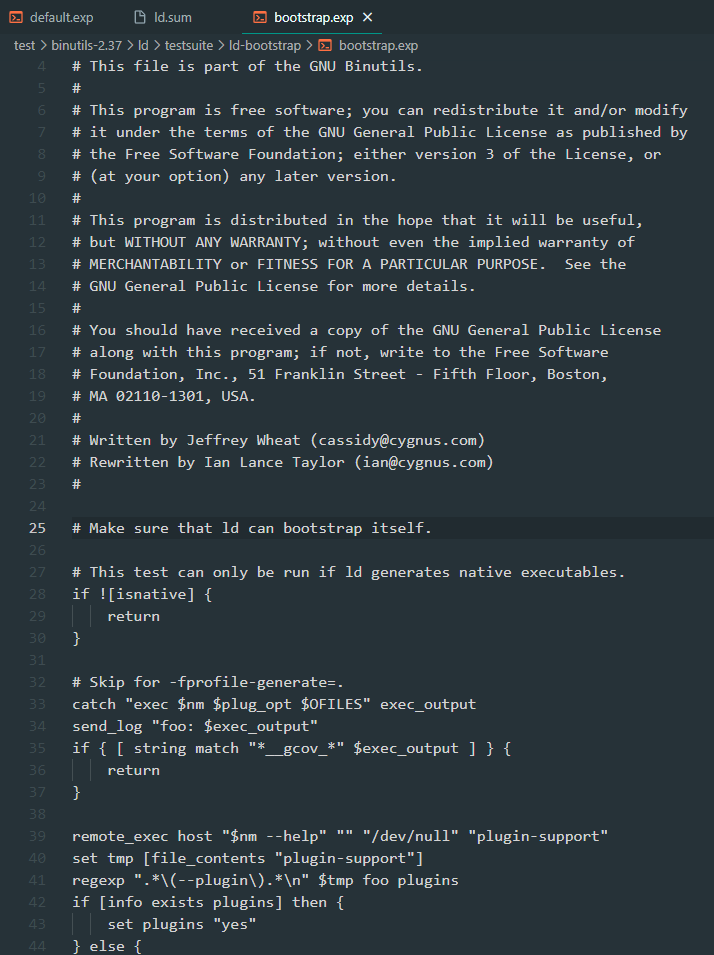 default.exp ld.sum bootstrap.exp
test > binutils-2.37 > ld > testsuite > ld-bootstrap > bootstrap.exp
4 # This file is part of the GNU Binutils.
5 #
6 # This program is free software; you can redistribute it and/or modify
7 # it under the terms of the GNU General Public License as published by
8 # the Free Software Foundation; either version 3 of the License, or
9 # (at your option) any later version.
10 #
11 # This program is distributed in the hope that it will be useful,
12 # but WITHOUT ANY WARRANTY; without even the implied warranty of
13 # MERCHANTABILITY or FITNESS FOR A PARTICULAR PURPOSE.  See the
14 # GNU General Public License for more details.
15 #
16 # You should have received a copy of the GNU General Public License
17 # along with this program; if not, write to the Free Software
18 # Foundation, Inc., 51 Franklin Street - Fifth Floor, Boston,
19 # MA 02110-1301, USA.
20 #
21 # Written by Jeffrey Wheat (cassidy@cygnus.com)
22 # Rewritten by Ian Lance Taylor (ian@cygnus.com)
23 #
24
25 # Make sure that ld can bootstrap itself.
26
27 # This test can only be run if ld generates native executables.
28 if ![isnative] {
29     return
30 }
31
32 # Skip for -fprofile-generate=.
33 catch "exec $nm $plug_opt $OFILES" exec_output
34 send_log "foo: $exec_output"
35 if { [ string match "*__gcov_*" $exec_output ] } {
36     return
37 }
38
39 remote_exec host "$nm --help" "" "/dev/null" "plugin-support"
40 set tmp [file_contents "plugin-support"]
41 regexp ".*\(--plugin\).*\n" $tmp foo plugins
42 if [info exists plugins] then {
43     set plugins "yes"
44 } else {